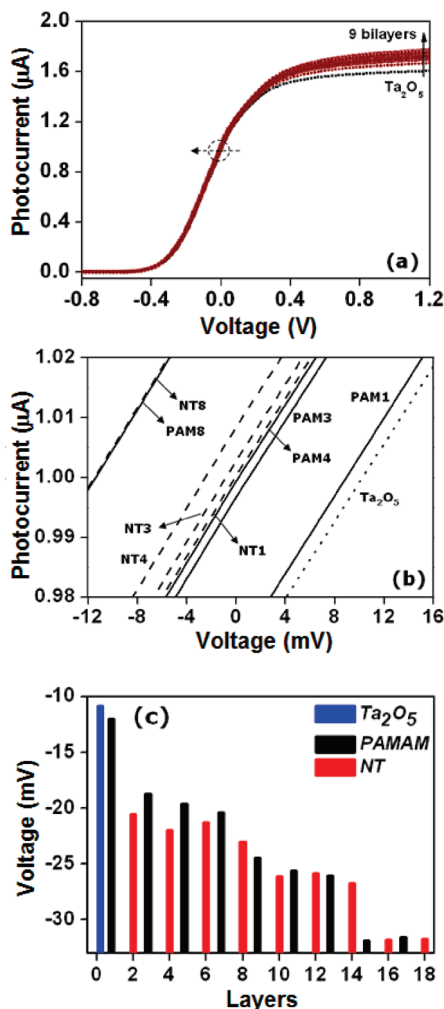 2.0
1.6
1.2
0.8
0.4
0.0
Photocurrent (μA)
9 bilayers
Ta2O5
(a)
-0.8 -0.4 0.0 0.4 0.8 1.2
Voltage (V)
1.02
1.01
1.00
0.99
0.98
Photocurrent (μA)
NT8
PAM8
PAM3
PAM4
PAM1
Ta2O5
NT3
NT4
NT1
(b)
-12 -8 -4 0 4 8 12 16
Voltage (mV)
-10
-20
-30
Voltage (mV)
(c)
Ta2O5
PAMAM
NT
0 2 4 6 8 10 12 14 16 18
Layers